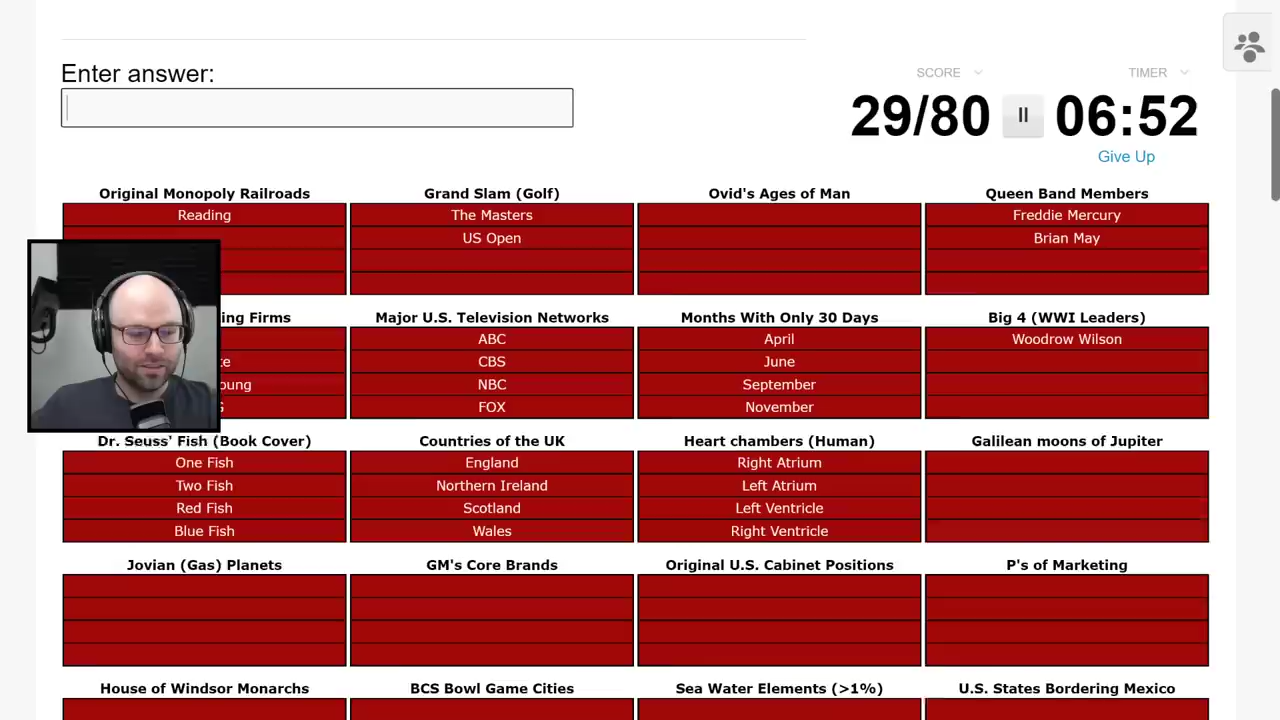 Enter answer:
SCORE
TIMER
29/80
06:52
Give Up
Original Monopoly Railroads
Grand Slam (Golf)
Ovid's Ages of Man
Queen Band Members
Reading
The Masters
Freddie Mercury
US Open
Brian May
Firms
Major U.S. Television Networks
Months With Only 30 Days
Big 4 (WWI Leaders)
ABC
April
Woodrow Wilson
CBS
June
NBC
September
FOX
November
Dr. Seuss' Fish (Book Cover)
Countries of the UK
Heart chambers (Human)
Galilean moons of Jupiter
One Fish
England
Right Atrium
Two Fish
Northern Ireland
Left Atrium
Red Fish
Scotland
Left Ventricle
Blue Fish
Wales
Right Ventricle
Jovian (Gas) Planets
GM's Core Brands
Original U.S. Cabinet Positions
P's of Marketing
House of Windsor Monarchs
BCS Bowl Game Cities
Sea Water Elements (>1%)
U.S. States Bordering Mexico